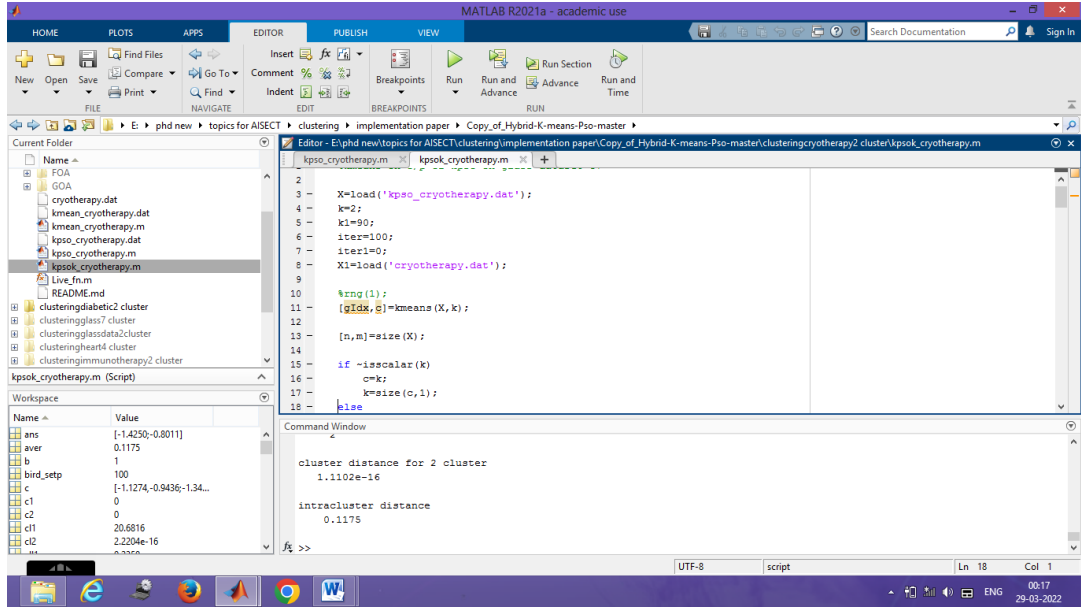 MATLAB R2021a - academic use
HOME PLOTS APPS EDITOR PUBLISH VIEW Search Documentation Sign In
New Open Save Find Files Compare Print
FILE
Go To Find
NAVIGATE
Insert fx
Comment %
Indent
EDIT
Breakpoints
BREAKPOINTS
Run Run and Advance Run Section Advance Run and Time
RUN
E: phd new topics for AISECT clustering implementation paper Copy_of_Hybrid-K-means-Pso-master
Current Folder
Name
FOA
GOA
cryotherapy.dat
kmean_cryotherapy.dat
kmean_cryotherapy.m
kpso_cryotherapy.dat
kpso_cryotherapy.m
kpsok_cryotherapy.m
Live_fn.m
README.md
clusteringdiabetic2 cluster
clusteringglass7 cluster
clusteringglassdata2cluster
clusteringheart4 cluster
clusteringimmunotherapy2 cluster
kpsok_cryotherapy.m (Script)
Workspace
Name Value
ans [-1.4250;-0.8011]
aver 0.1175
b 1
bird_setp 100
c [-1.1274,-0.9436;-1.34...
c1 0
c2 0
cl1 20.6816
cl2 2.2204e-16
Editor - E:\phd new\topics for AISECT\clustering\implementation paper\Copy_of_Hybrid-K-means-Pso-master\clusteringcryotherapy2 cluster\kpsok_cryotherapy.m
kpso_cryotherapy.m kpsok_cryotherapy.m +
2
3 - X=load('kpso_cryotherapy.dat');
4 - k=2;
5 - k1=90;
6 - iter=100;
7 - iter1=0;
8 - X1=load('cryotherapy.dat');
9
10 %rng(1);
11 - [gIdx,c]=kmeans(X,k);
12
13 - [n,m]=size(X);
14
15 - if ~isscalar(k)
16 - c=k;
17 - k=size(c,1);
18 - else
Command Window
2
cluster distance for 2 cluster
1.1102e-16
intracluster distance
0.1175
fx >>
UTF-8 script Ln 18 Col 1
ENG 00:17
29-03-2022